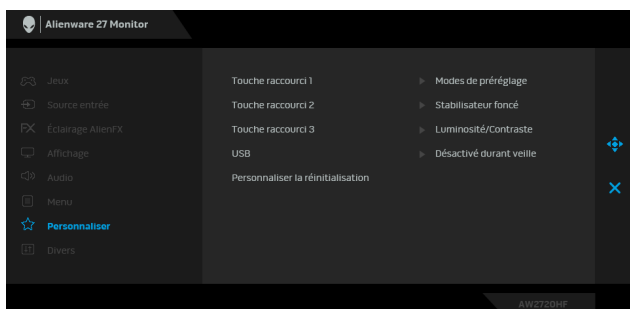 Alienware 27 Monitor
Jeux
Touche raccourci 1 Modes de préréglage
Source entrée Touche raccourci 2 Stabilisateur foncé
FX Éclairage AlienFX Touche raccourci 3 Luminosité/Contraste
Affichage USB Désactivé durant veille
Audio Personnaliser la réinitialisation
Menu
Personnaliser
Divers
AW2720HF